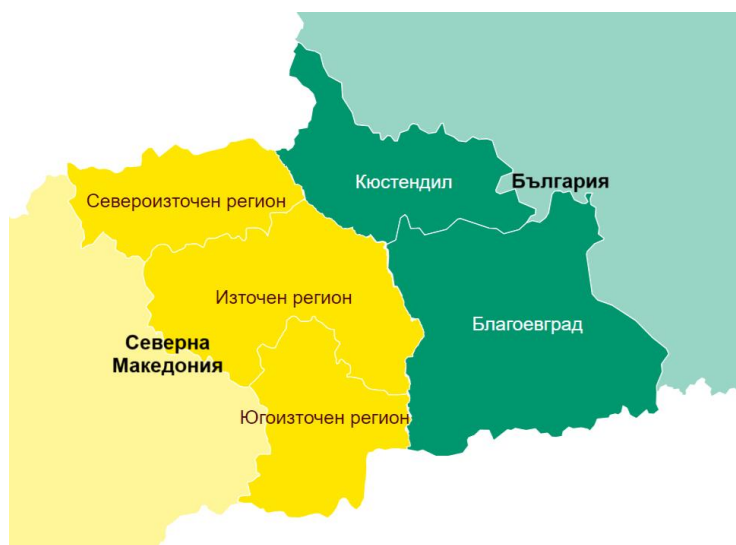 Кюстендил
България
Североизточен регион
Източен регион
Благоевград
Северна
Македония
Югоизточен регион